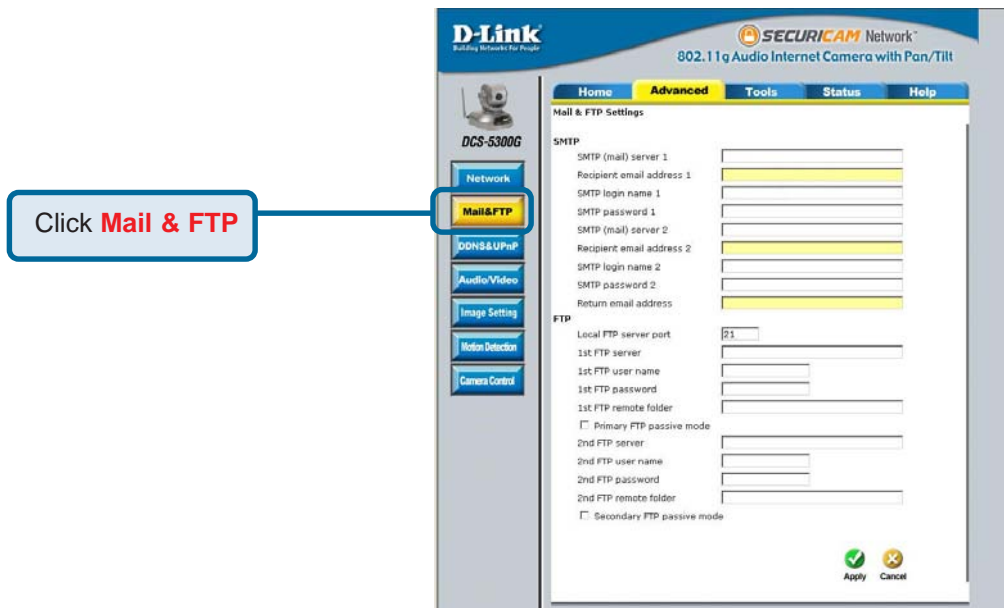 D-Link
Building Networks For People
SECURICAM Network™
802.11g Audio Internet Camera with Pan/Tilt
DCS-5300G
Home Advanced Tools Status Help
Network
Mail&FTP
DDNS&UPnP
Audio/Video
Image Setting
Motion Detection
Camera Control
Click Mail & FTP
Mail & FTP Settings
SMTP
SMTP (mail) server 1
Recipient email address 1
SMTP login name 1
SMTP password 1
SMTP (mail) server 2
Recipient email address 2
SMTP login name 2
SMTP password 2
Return email address
FTP
Local FTP server port 21
1st FTP server
1st FTP user name
1st FTP password
1st FTP remote folder
Primary FTP passive mode
2nd FTP server
2nd FTP user name
2nd FTP password
2nd FTP remote folder
Secondary FTP passive mode
Apply Cancel